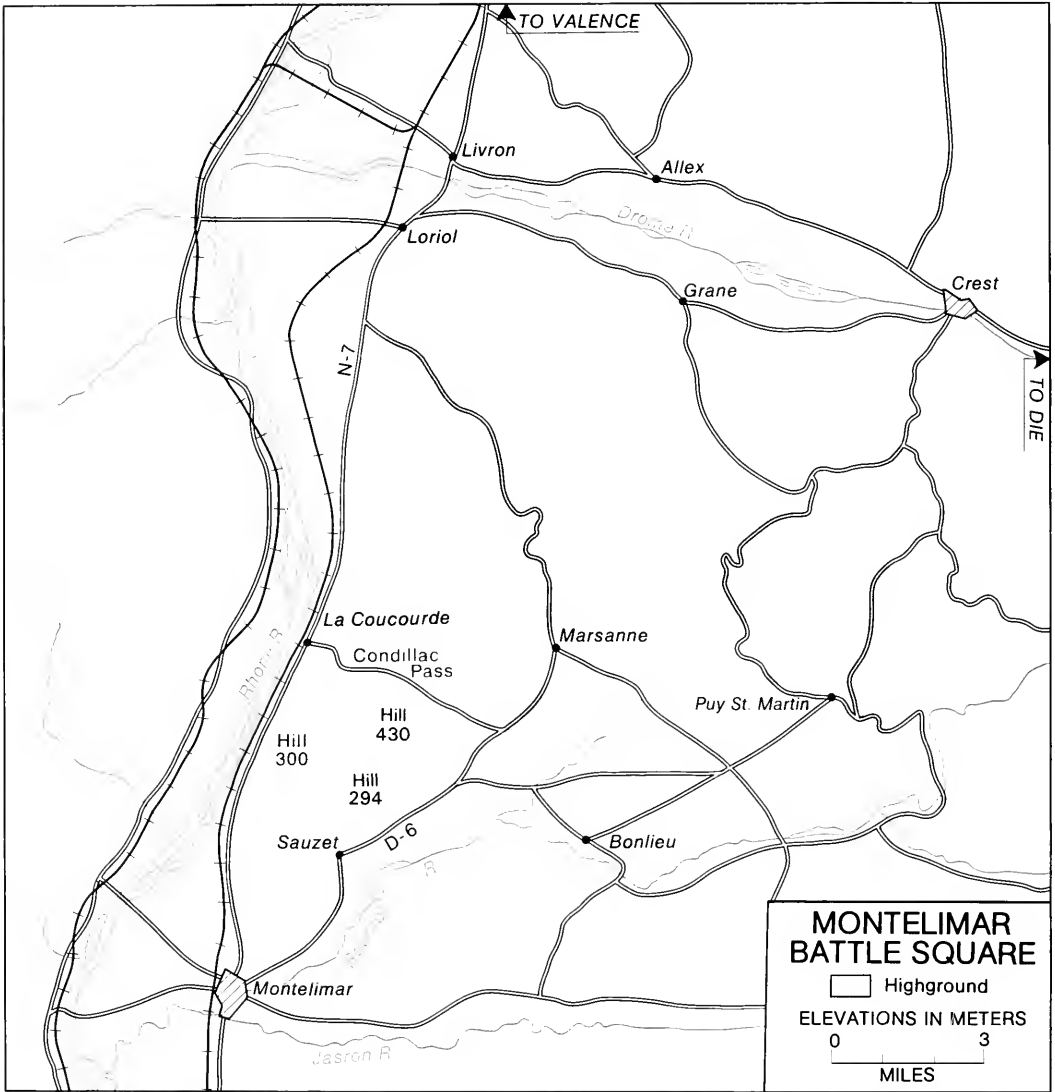 TO VALENCE
Livron
Allex
Drome R
Loriol
Crest
Grane
N-7
TO DIE
La Coucourde
Marsanne
Condillac
Pass
Rhone R
Puy St. Martin
Hill
430
Hill
300
Hill
294
D-6
Sauzet
Bonlieu
R
MONTELIMAR
BATTLE SQUARE
Highground
ELEVATIONS IN METERS
0 3
MILES
Montelimar
Jasron R